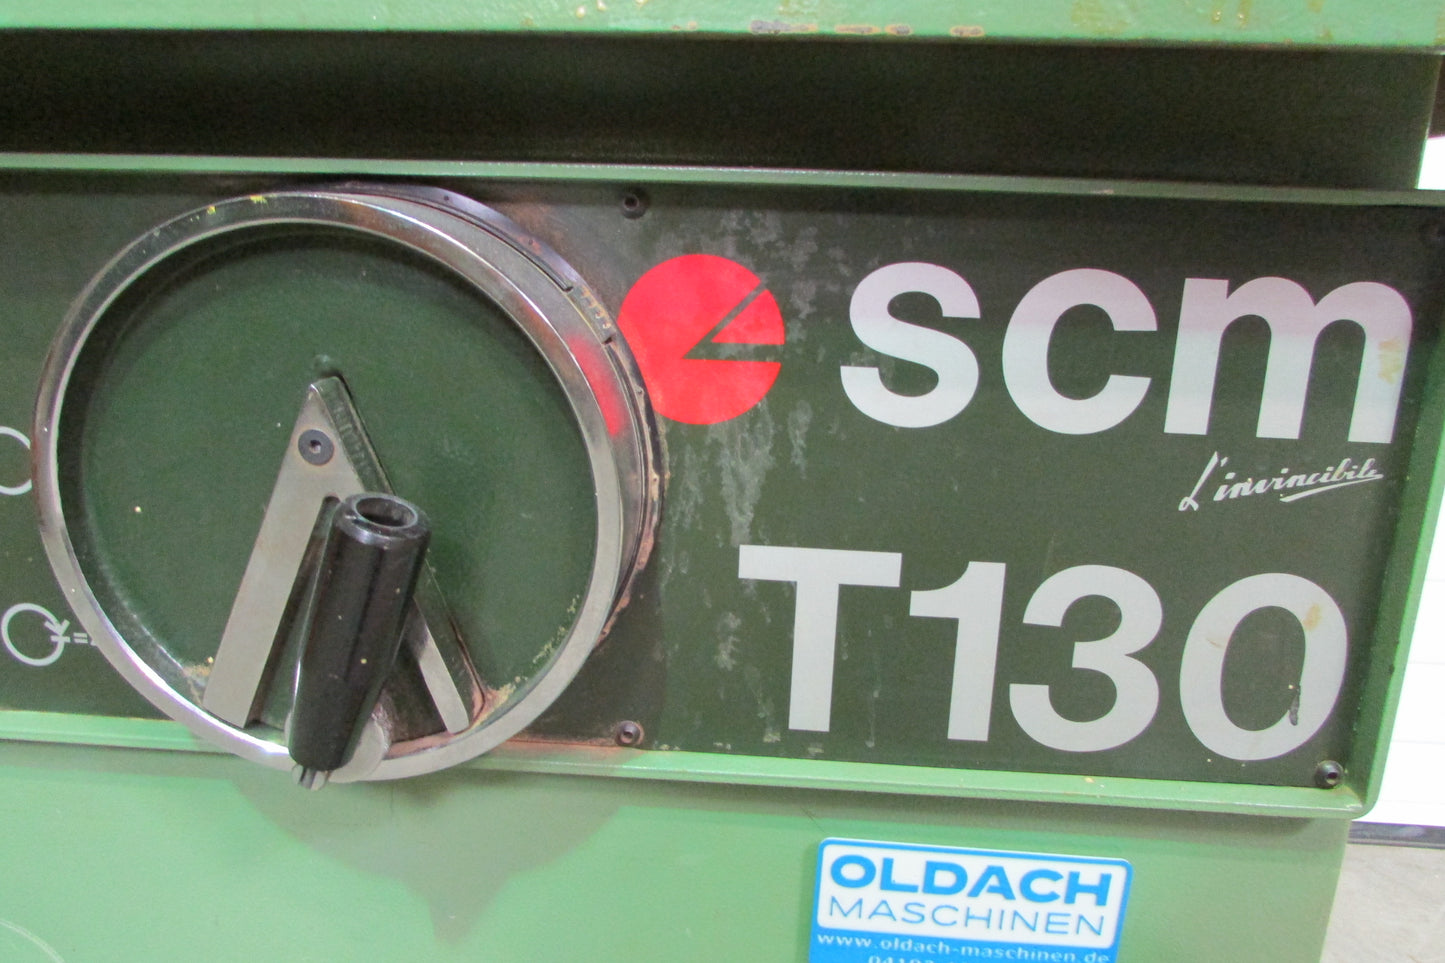 scm
L'invincibile
T130
OLDACH
MASCHINEN
www.oldach-maschinen.de